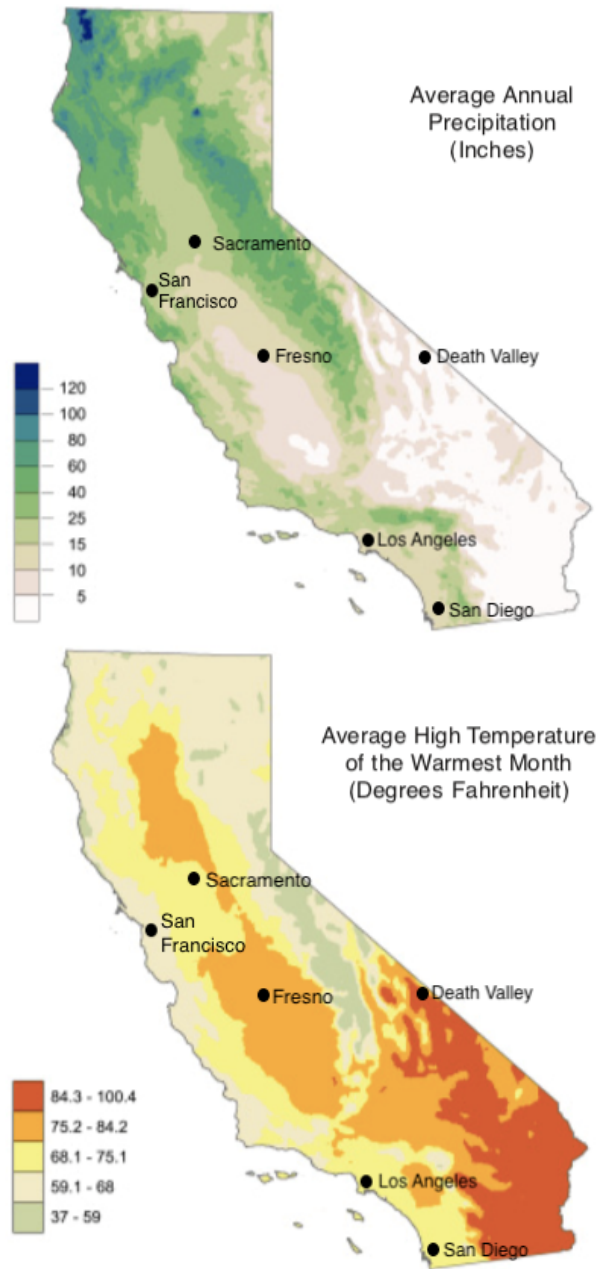 Average Annual
Precipitation
(Inches)
Sacramento
San
Francisco
Fresno
Death Valley
120
100
80
60
40
25
15
10
5
Los Angeles
San Diego
Average High Temperature
of the Warmest Month
(Degrees Fahrenheit)
Sacramento
San
Francisco
Fresno
Death Valley
84.3 - 100.4
75.2 - 84.2
68.1 - 75.1
59.1 - 68
37 - 59
Los Angeles
San Diego